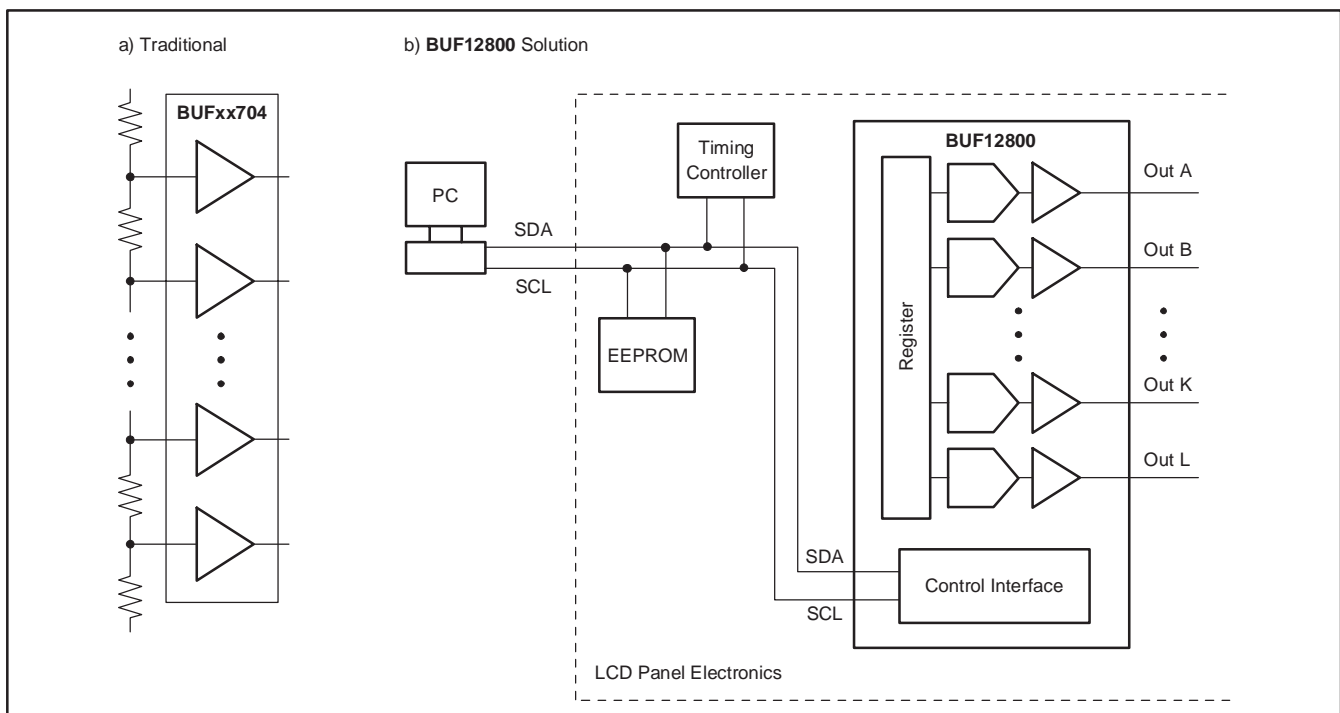 a) Traditional
BUFxx704
b) BUF12800 Solution
PC
SDA
SCL
Timing
Controller
EEPROM
BUF12800
Register
Out A
Out B
Out K
Out L
SDA
SCL
Control Interface
LCD Panel Electronics